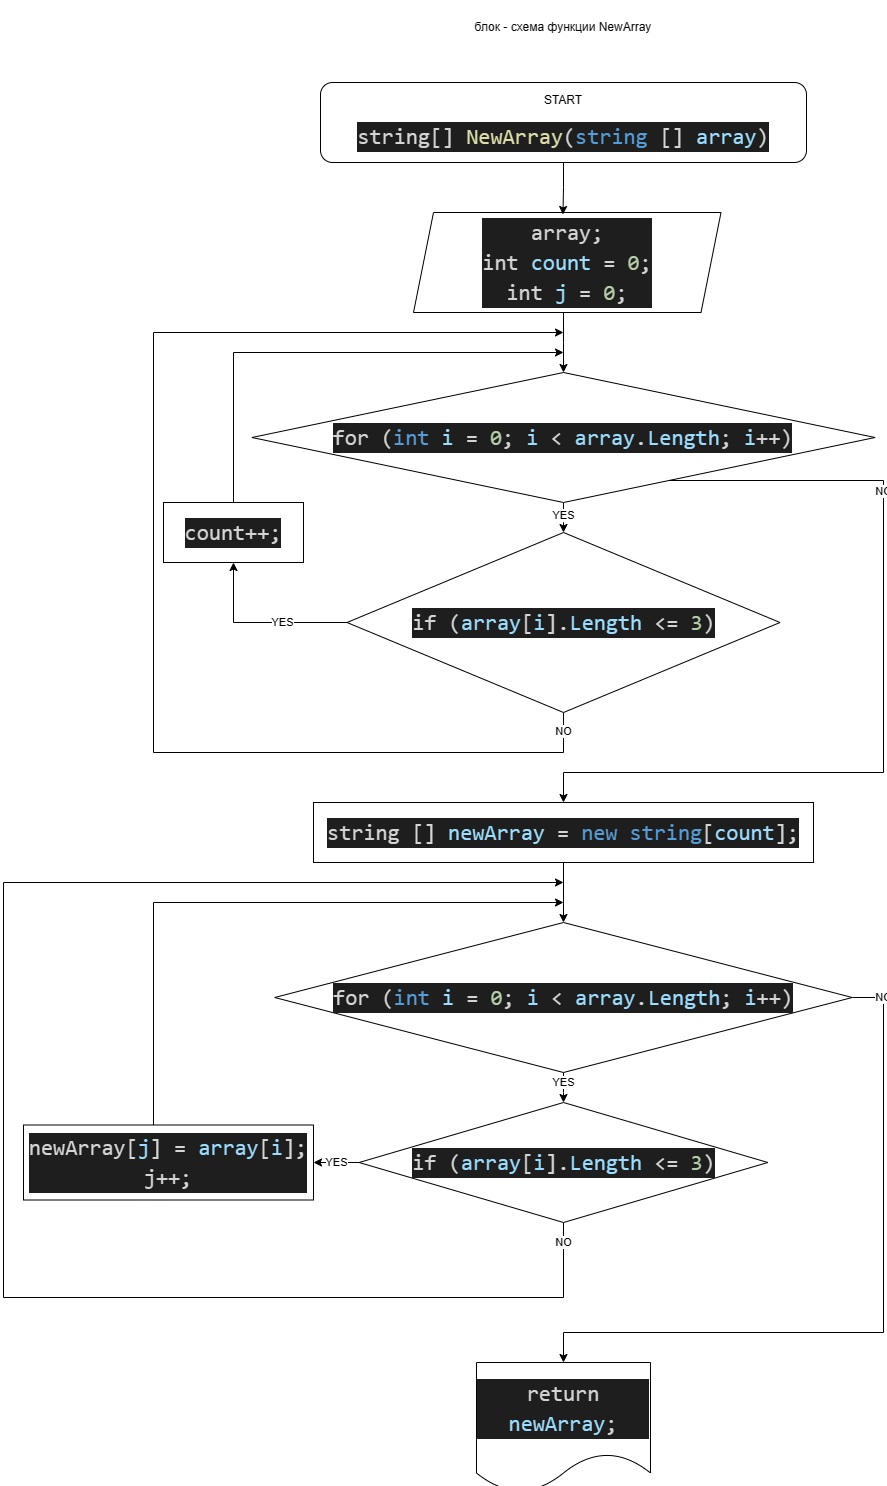 блок - схема функции NewArray
START
string[] NewArray(string [] array)
array;
int count = 0;
int j = 0;
for (int i = 0; i < array.Length; i++)
NO
YES
count++;
if (array[i].Length <= 3)
YES
NO
string [] newArray = new string[count];
for (int i = 0; i < array.Length; i++)
NO
YES
newArray[j] = array[i];
j++;
YES
if (array[i].Length <= 3)
NO
return
newArray;